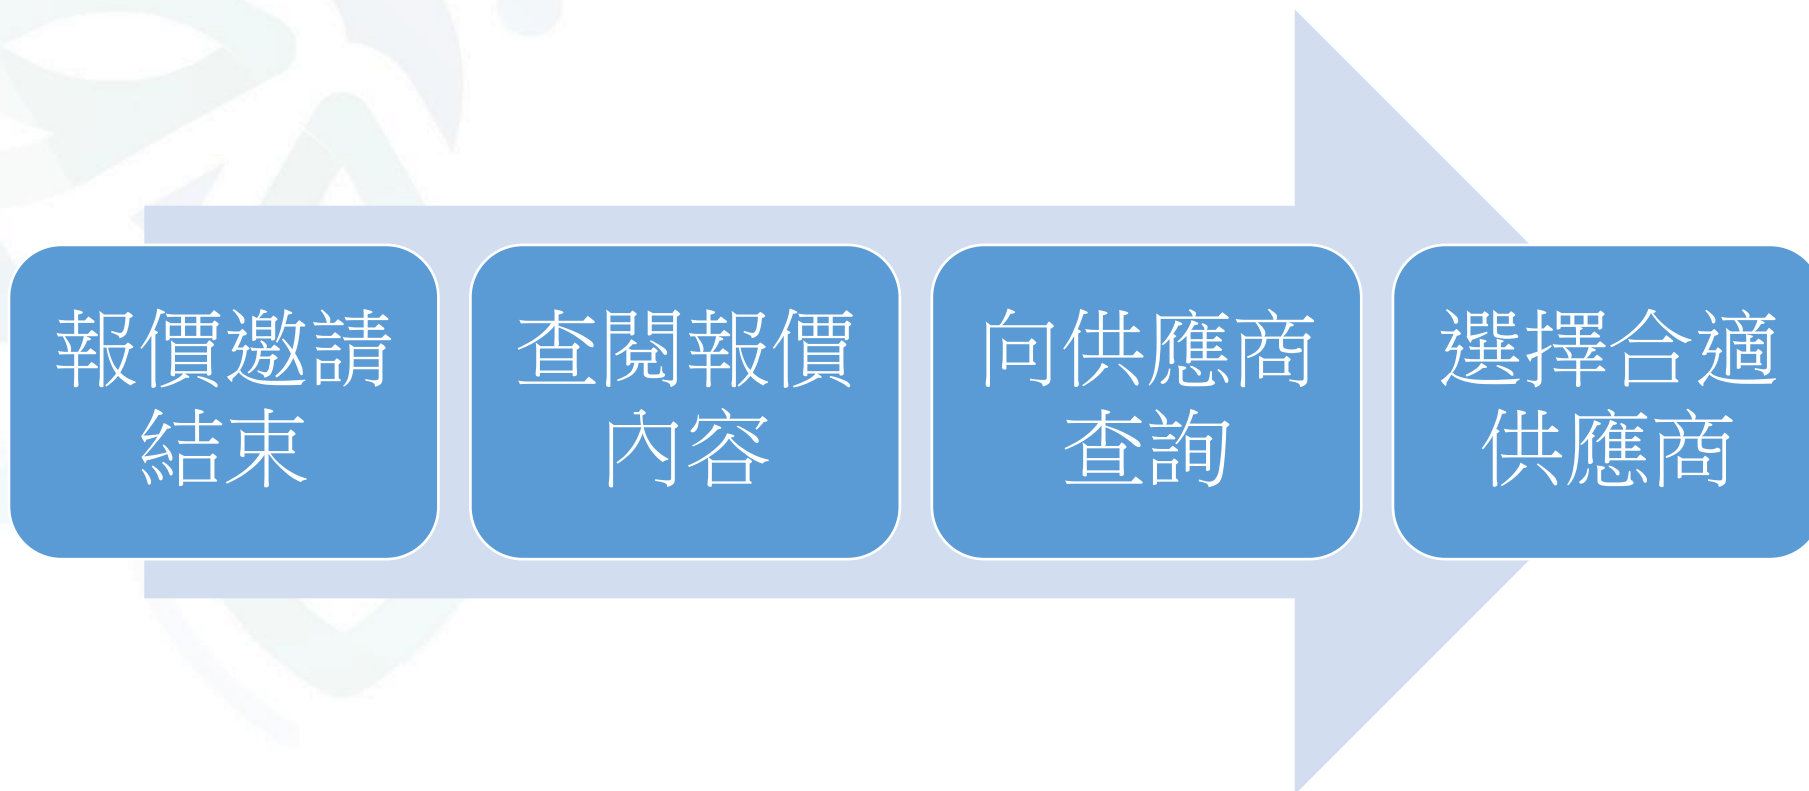 報價邀請
結束
查閱報價
內容
向供應商
查詢
選擇合適
供應商